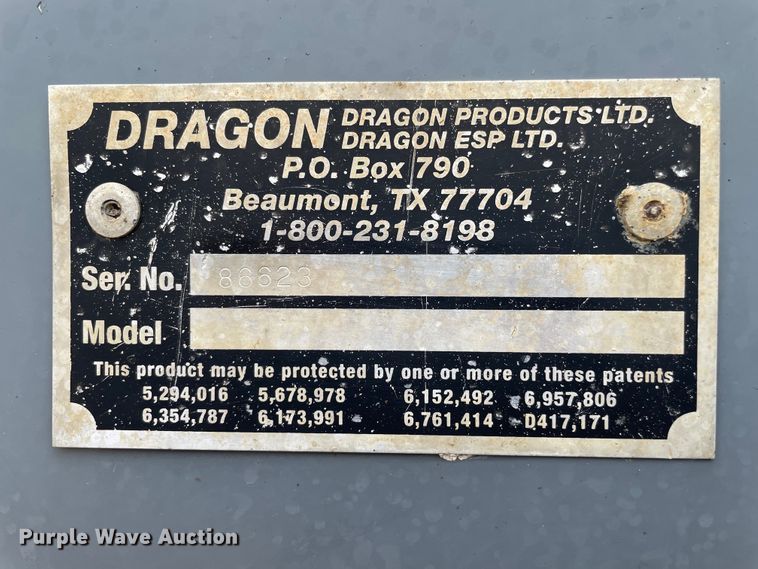 DRAGON DRAGON PRODUCTS LTD.
DRAGON ESP LTD.
P.O. Box 790
Beaumont, TX 77704
1-800-231-8198
Ser. No. 86623
Model
This product may be protected by one or more of these patents
5,294,016 5,678,978 6,152,492 6,957,806
6,354,787 6,173,991 6,761,414 D417,171
Purple Wave Auction